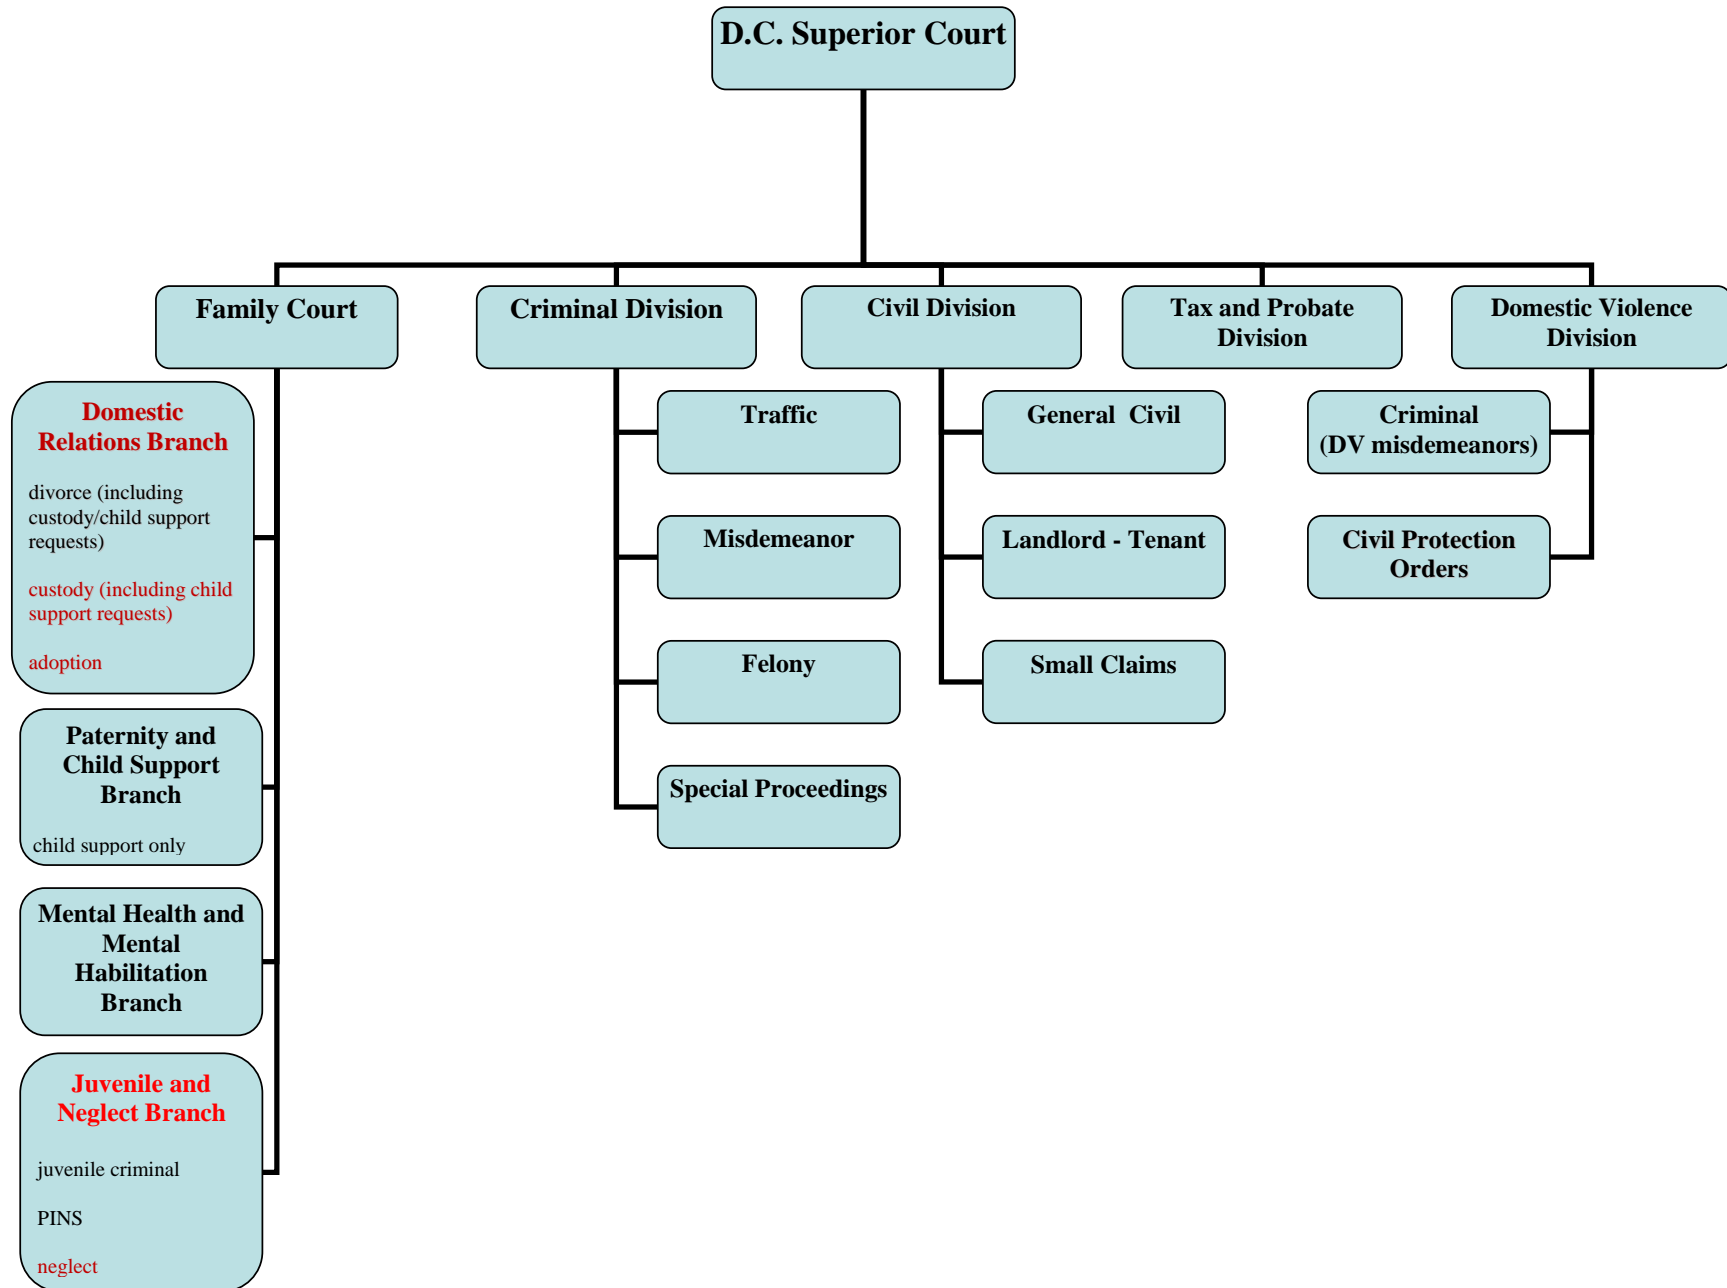 D.C. Superior Court
Family Court
Criminal Division
Civil Division
Tax and Probate
Division
Domestic Violence
Division
Domestic
Relations Branch
divorce (including
custody/child support
requests)
custody (including child
support requests)
adoption
Paternity and
Child Support
Branch
child support only
Mental Health and
Mental
Habilitation
Branch
Juvenile and
Neglect Branch
juvenile criminal
PINS
neglect
Traffic
Misdemeanor
Felony
Special Proceedings
General Civil
Landlord - Tenant
Small Claims
Criminal
(DV misdemeanors)
Civil Protection
Orders